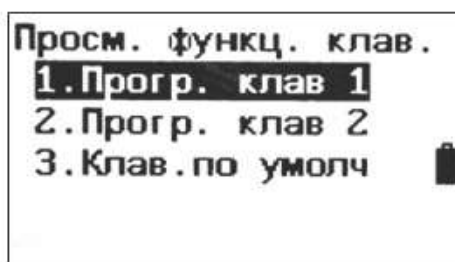 Просм. функц. клав.
1.Прогр. клав 1
2.Прогр. клав 2
3.Клав.по умолч